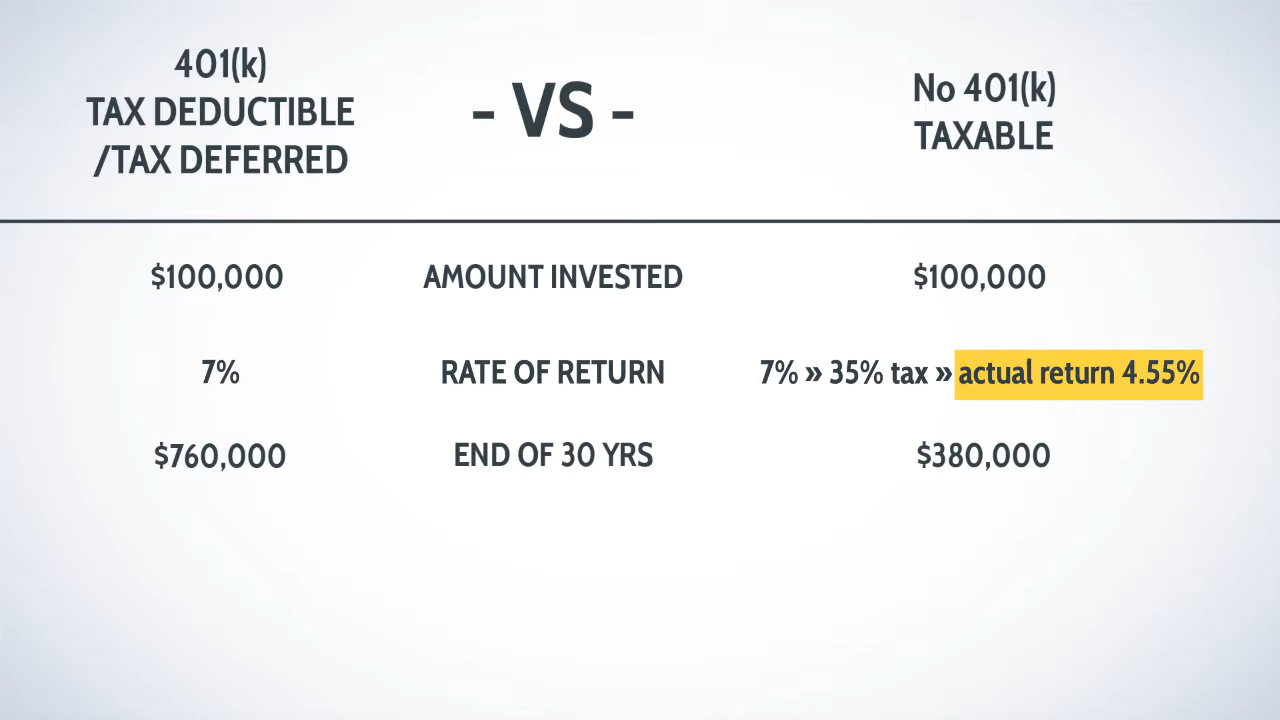 401(k)
TAX DEDUCTIBLE
/TAX DEFERRED
- VS -
No 401(k)
TAXABLE
$100,000 AMOUNT INVESTED $100,000
7% RATE OF RETURN 7% » 35% tax » actual return 4.55%
$760,000 END OF 30 YRS $380,000